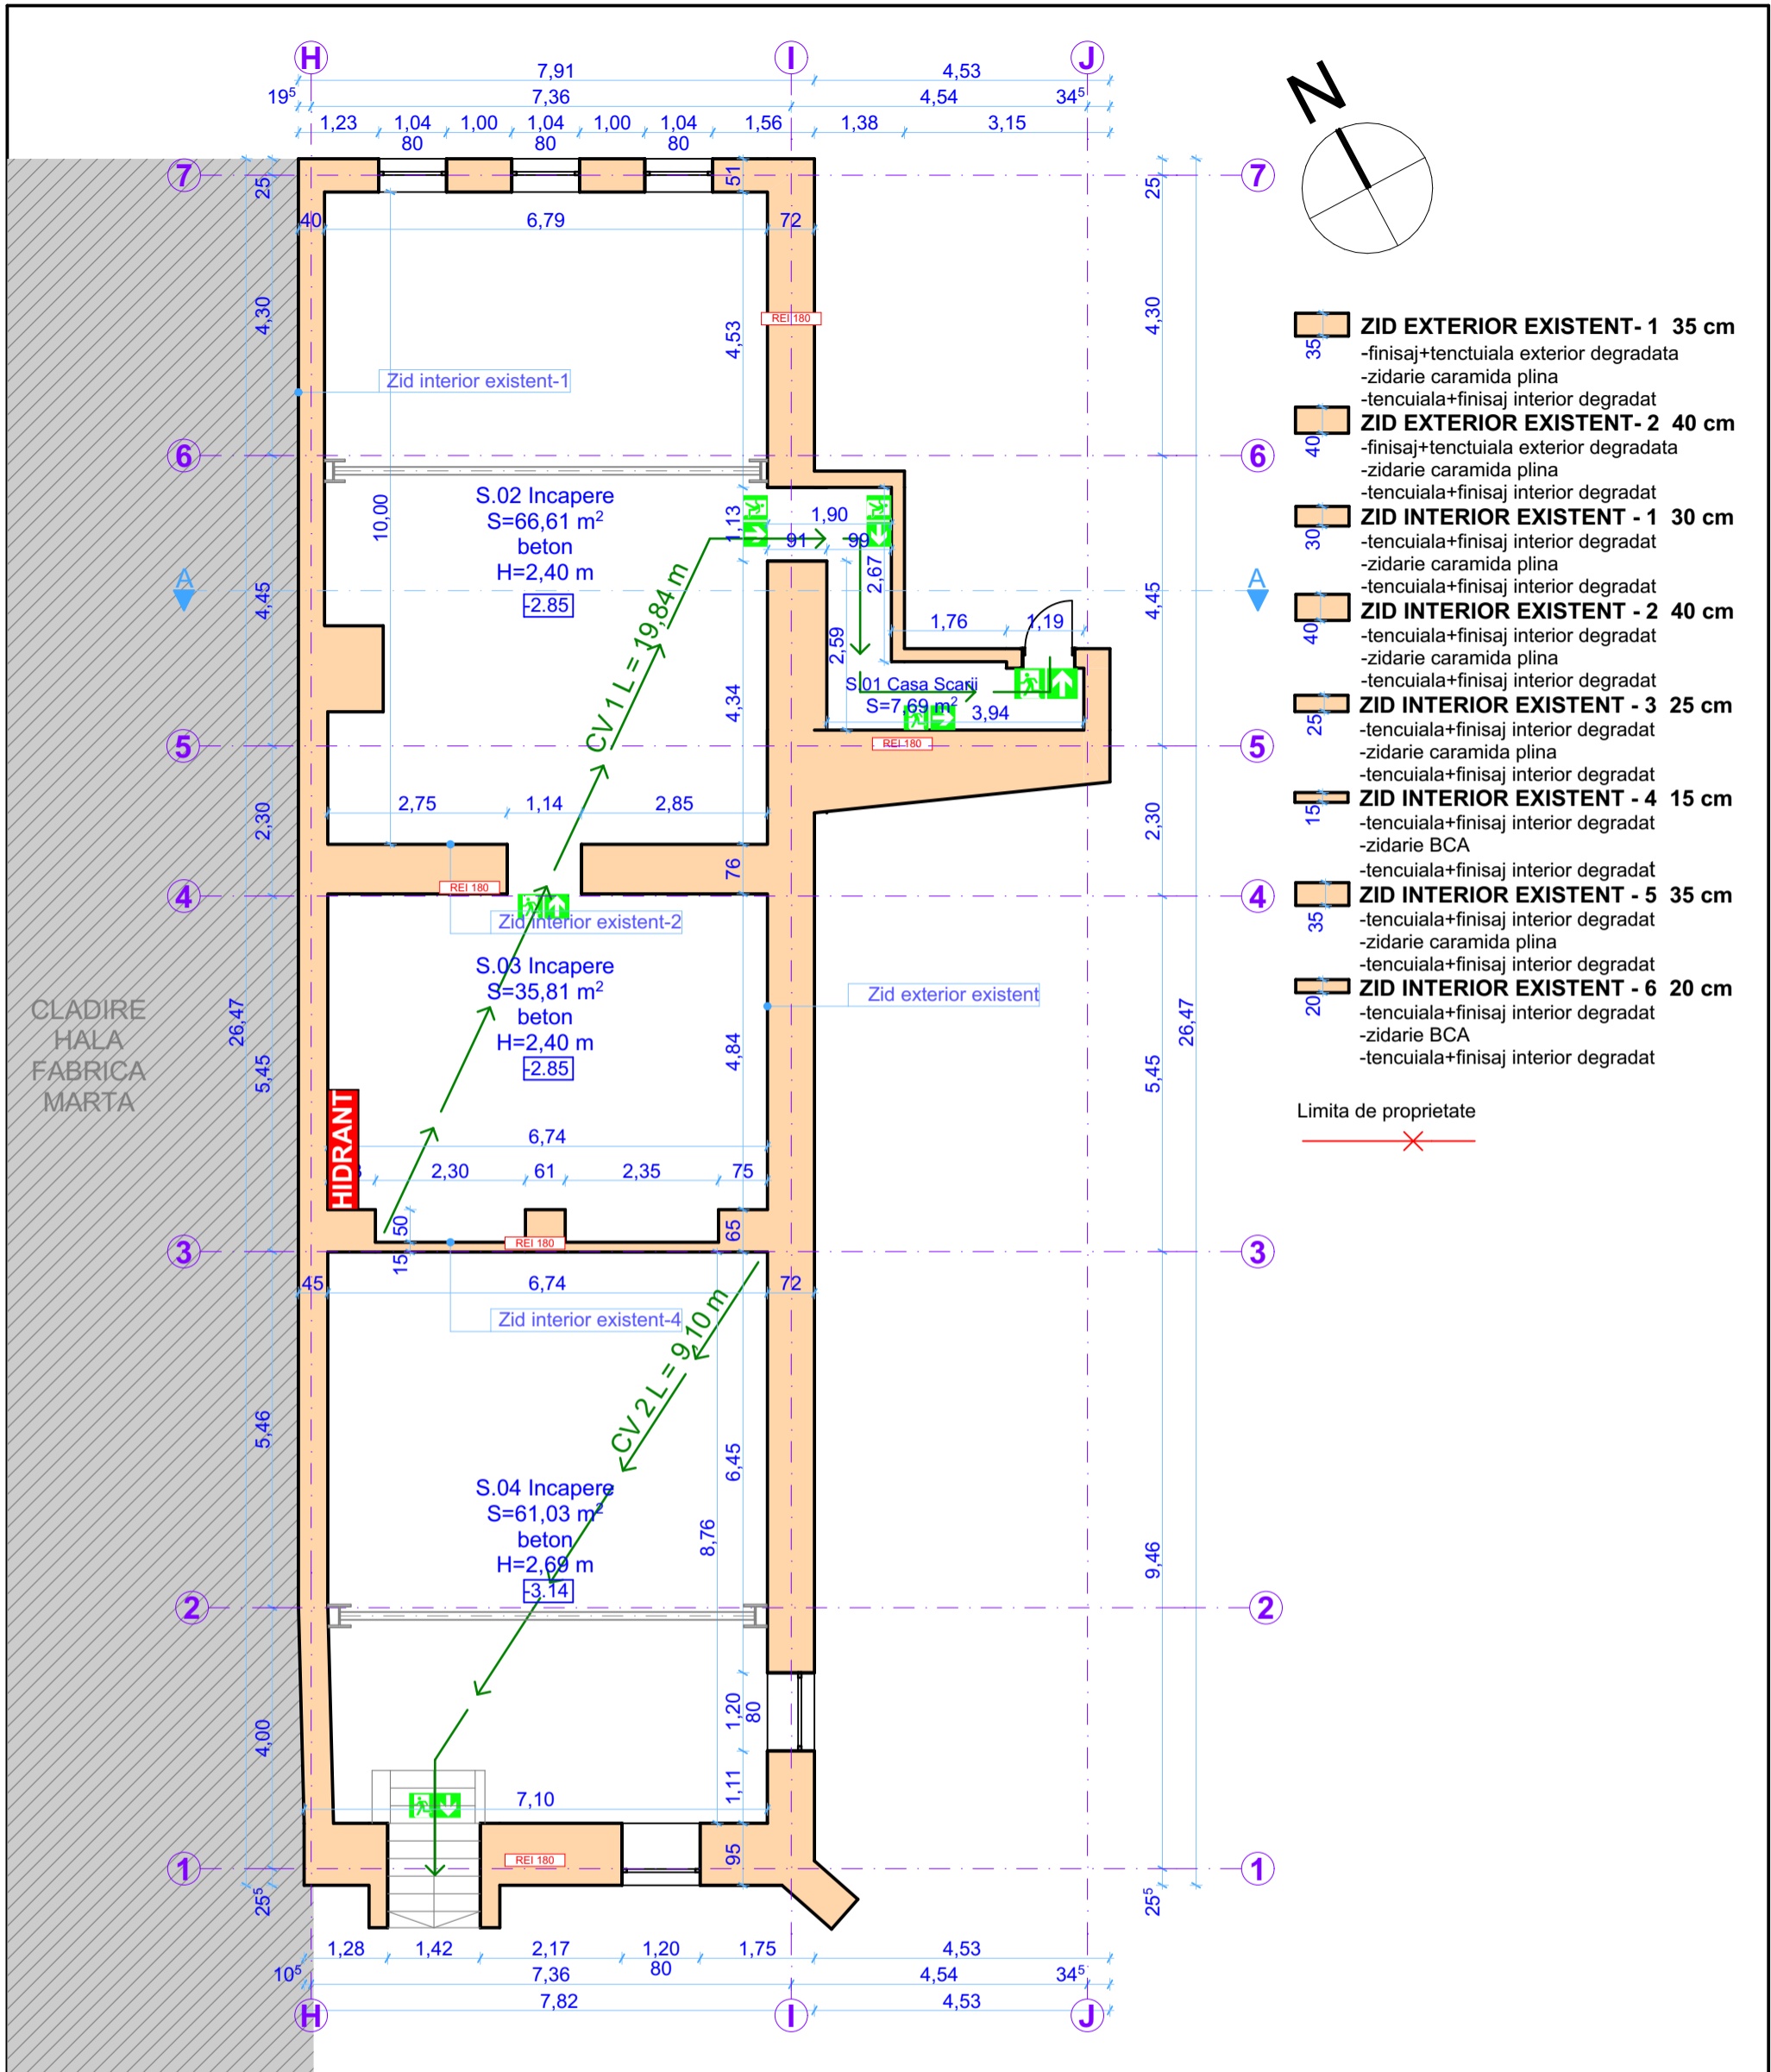 H
I
J
7,91
4,53
19⁵
7,36
4,54
34⁵
1,23
1,04
1,00
1,04
1,00
1,04
1,56
1,38
3,15
80
80
80
N
7
25
51
25
7
40
6,79
72
4,30
4,53
REI 180
4,30
Zid interior existent-1
6
6
S.02 Incapere
S=66,61 m²
beton
H=2,40 m
-2.85
10,00
1,13
1,90
91
99
2,67
A
A
4,45
4,45
CV 1 L = 19,84 m
2,59
1,76
1,19
S.01 Casa Scarii
S=7,69 m²
3,94
4,34
5
REI 180
5
2,30
2,75
1,14
2,85
2,30
76
REI 180
4
4
Zid interior existent-2
S.03 Incapere
S=35,81 m²
beton
H=2,40 m
-2.85
Zid exterior existent
CLADIRE
HALA
FABRICA
MARTA
26,47
5,45
4,84
5,45
26,47
HIDRANT
6,74
2,30
61
2,35
75
50
65
3
15
REI 180
3
45
6,74
72
Zid interior existent-4
CV 2 L = 9,10 m
5,46
6,45
S.04 Incapere
S=61,03 m²
beton
H=2,69 m
-3.14
8,76
9,46
2
2
4,00
1,20
80
1,11
7,10
95
1
REI 180
1
25⁵
25⁵
1,28
1,42
2,17
1,20
1,75
4,53
80
10⁵
7,36
4,54
34⁵
7,82
4,53
H
I
J
35
ZID EXTERIOR EXISTENT- 1 35 cm
-finisaj+tenctuiala exterior degradata
-zidarie caramida plina
-tencuiala+finisaj interior degradat
40
ZID EXTERIOR EXISTENT- 2 40 cm
-finisaj+tenctuiala exterior degradata
-zidarie caramida plina
-tencuiala+finisaj interior degradat
30
ZID INTERIOR EXISTENT - 1 30 cm
-tencuiala+finisaj interior degradat
-zidarie caramida plina
-tencuiala+finisaj interior degradat
40
ZID INTERIOR EXISTENT - 2 40 cm
-tencuiala+finisaj interior degradat
-zidarie caramida plina
-tencuiala+finisaj interior degradat
25
ZID INTERIOR EXISTENT - 3 25 cm
-tencuiala+finisaj interior degradat
-zidarie caramida plina
-tencuiala+finisaj interior degradat
15
ZID INTERIOR EXISTENT - 4 15 cm
-tencuiala+finisaj interior degradat
-zidarie BCA
-tencuiala+finisaj interior degradat
35
ZID INTERIOR EXISTENT - 5 35 cm
-tencuiala+finisaj interior degradat
-zidarie caramida plina
-tencuiala+finisaj interior degradat
20
ZID INTERIOR EXISTENT - 6 20 cm
-tencuiala+finisaj interior degradat
-zidarie BCA
-tencuiala+finisaj interior degradat
Limita de proprietate